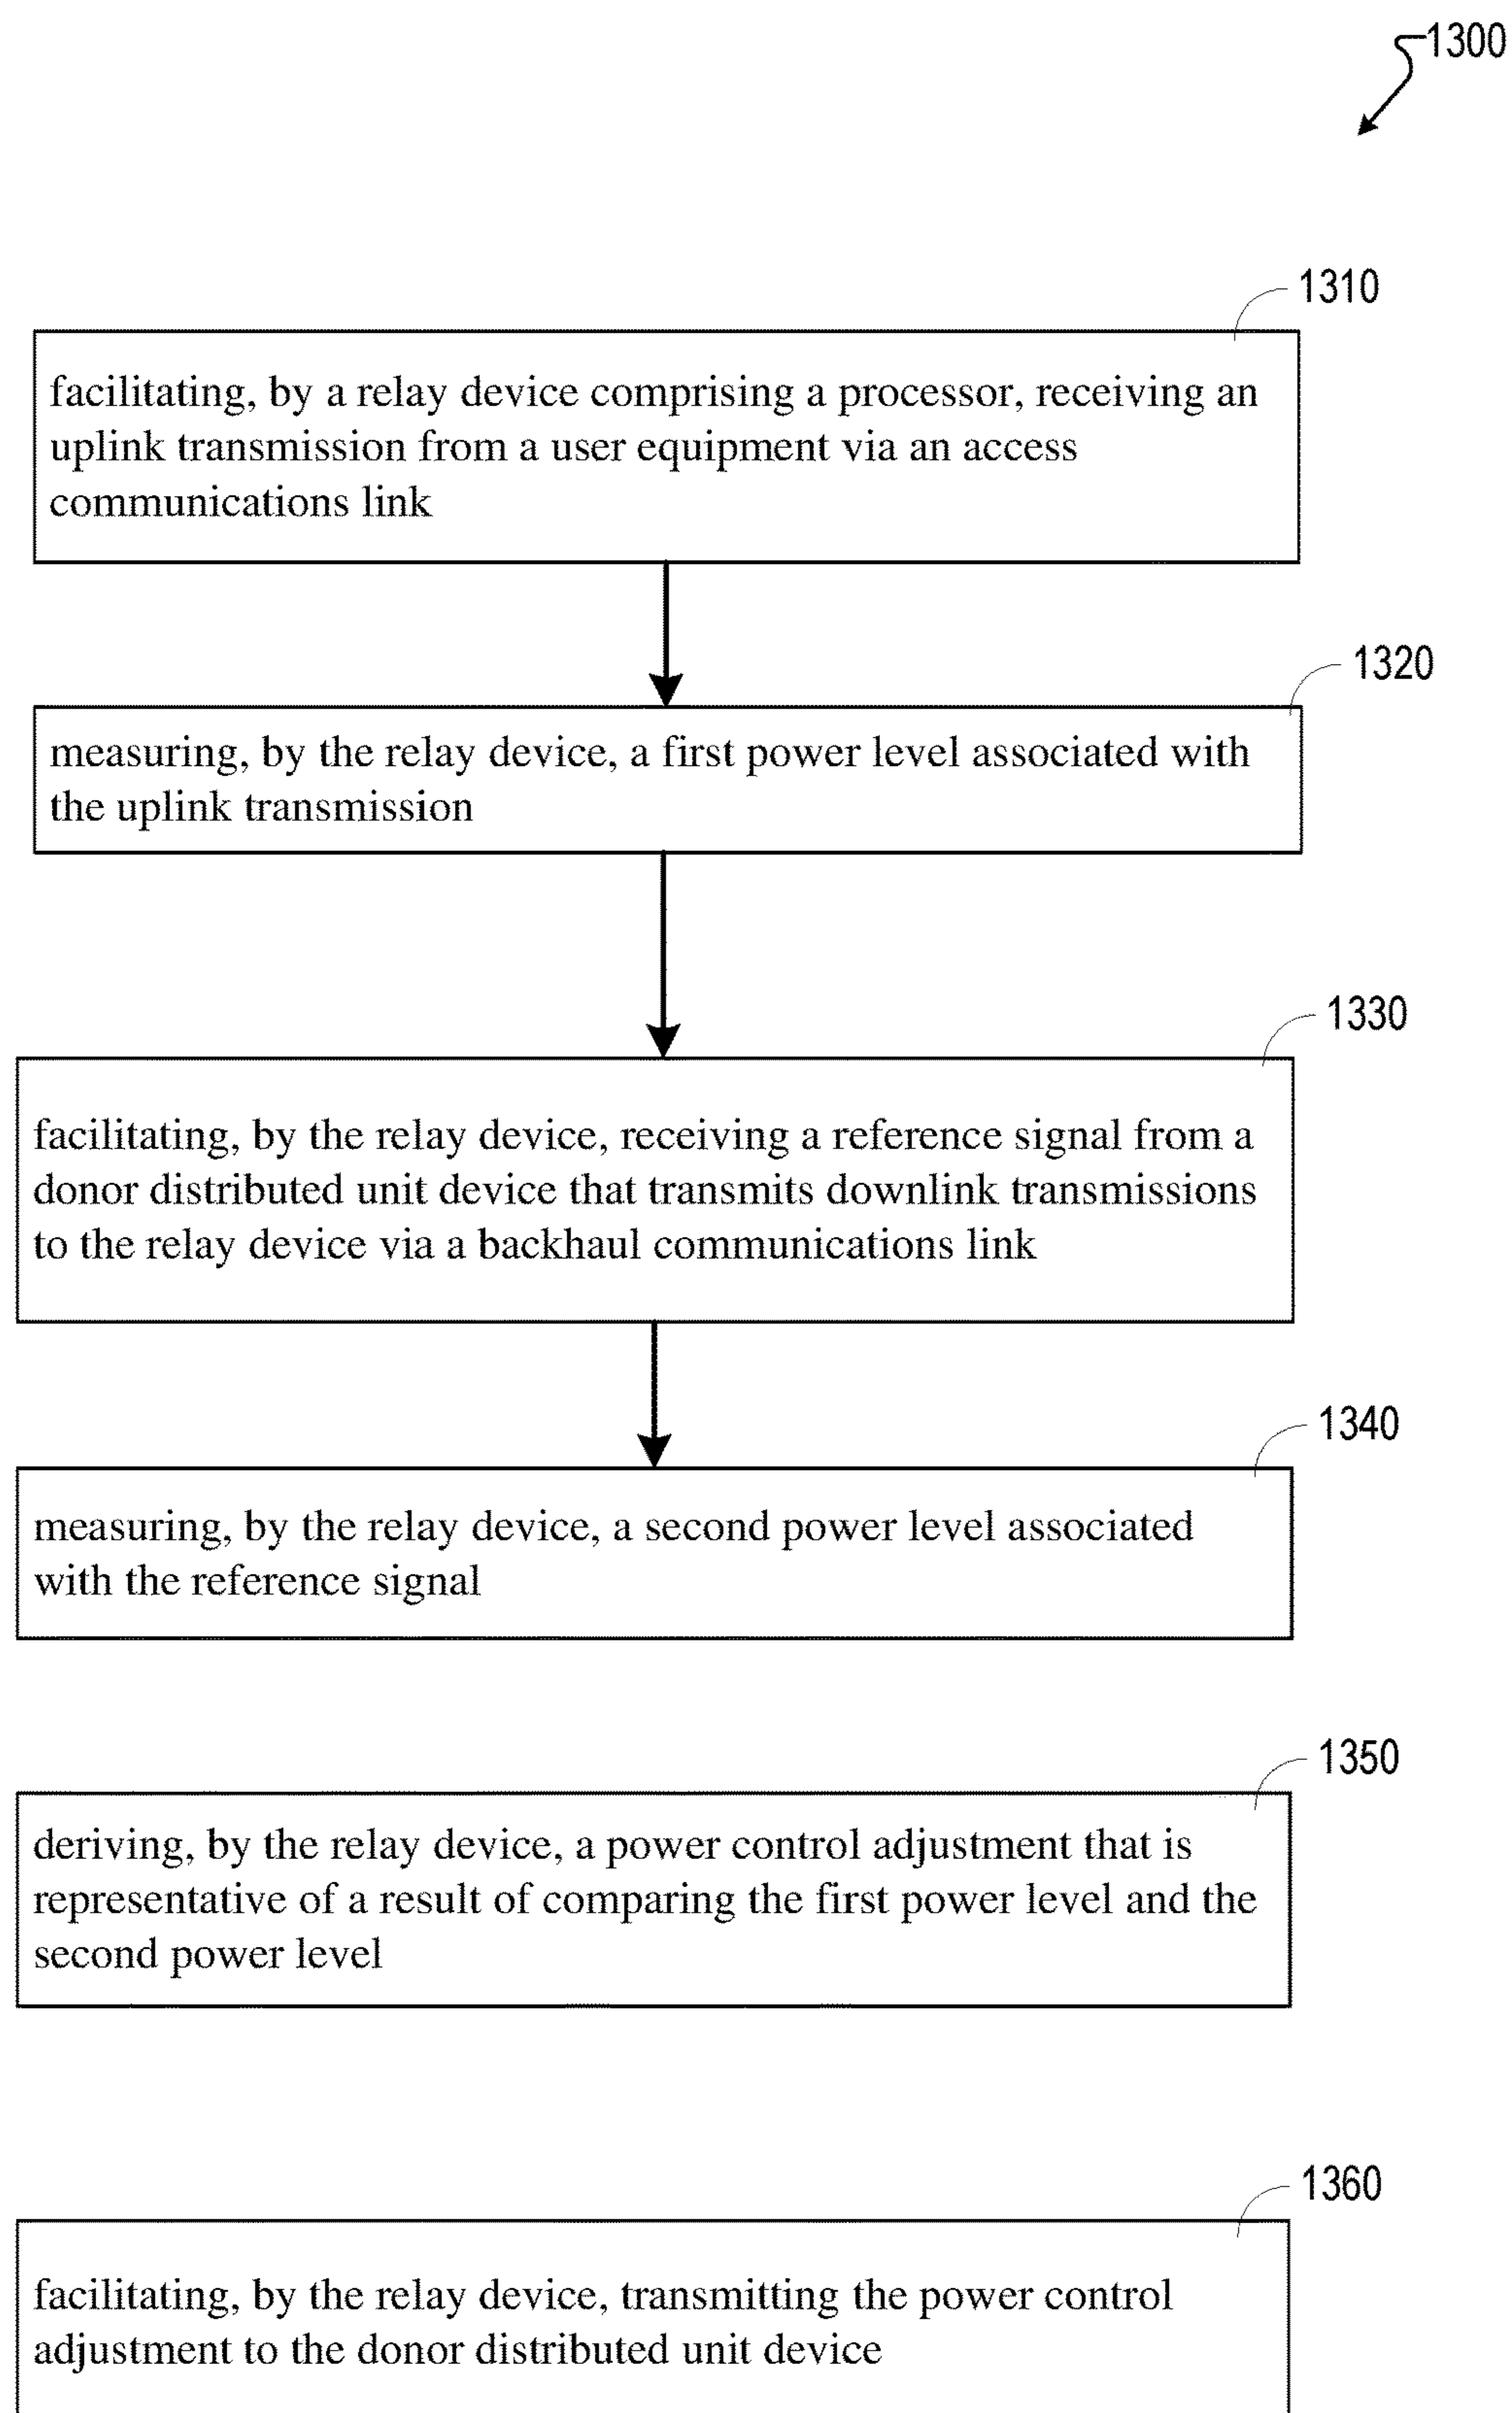 1300
1310
facilitating, by a relay device comprising a processor, receiving an
uplink transmission from a user equipment via an access
communications link
1320
measuring, by the relay device, a first power level associated with
the uplink transmission
1330
facilitating, by the relay device, receiving a reference signal from a
donor distributed unit device that transmits downlink transmissions
to the relay device via a backhaul communications link
1340
measuring, by the relay device, a second power level associated
with the reference signal
1350
deriving, by the relay device, a power control adjustment that is
representative of a result of comparing the first power level and the
second power level
1360
facilitating, by the relay device, transmitting the power control
adjustment to the donor distributed unit device